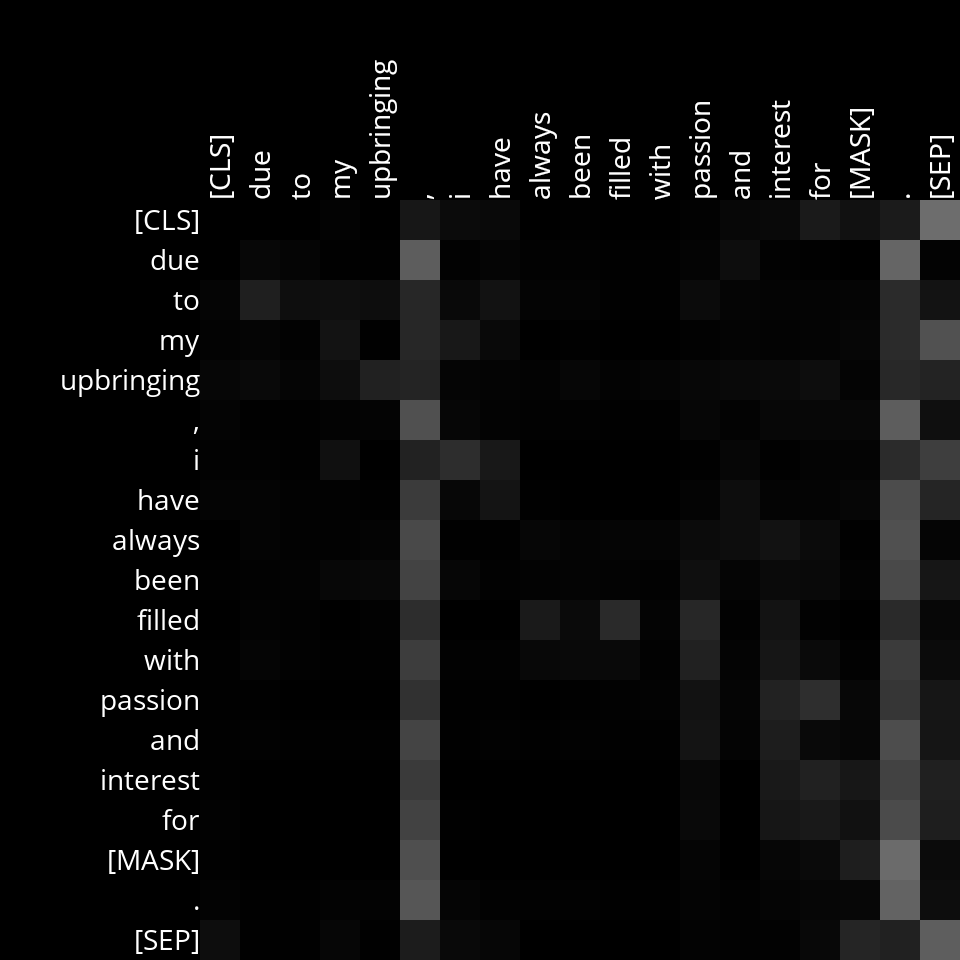 [CLS] due to my upbringing , i have always been filled with passion and interest for [MASK] . [SEP]
[CLS]
due
to
my
upbringing
,
i
have
always
been
filled
with
passion
and
interest
for
[MASK]
.
[SEP]